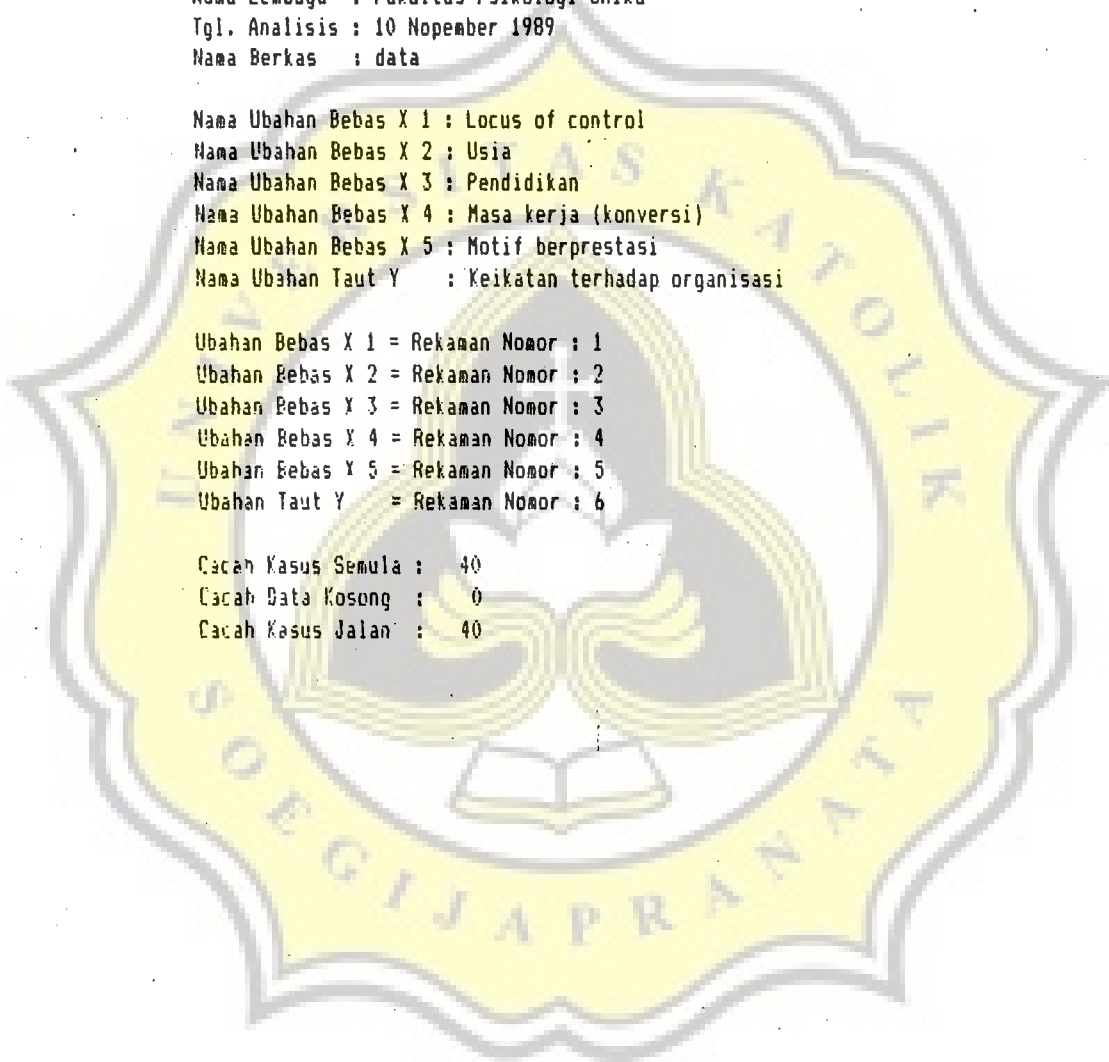 Tgl. Analisis : 10 Nopember 1989
Nama Berkas : data
Nama Ubahan Bebas X 1 : Locus of control
Nama Ubahan Bebas X 2 : Usia
Nama Ubahan Bebas X 3 : Pendidikan
Nama Ubahan Bebas X 4 : Masa kerja (konversi)
Nama Ubahan Bebas X 5 : Motif berprestasi
Nama Ubahan Taut Y : Keikatan terhadap organisasi
Ubahan Bebas X 1 = Rekaman Nomor : 1
Ubahan Bebas X 2 = Rekaman Nomor : 2
Ubahan Bebas X 3 = Rekaman Nomor : 3
Ubahan Bebas X 4 = Rekaman Nomor : 4
Ubahan Bebas X 5 = Rekaman Nomor : 5
Ubahan Taut Y = Rekaman Nomor : 6
Cacah Kasus Semula : 40
Cacah Data Kosong : 0
Cacah Kasus Jalan : 40
UNIVERSITAS KATOLIK
SOEGIJAPRANATA